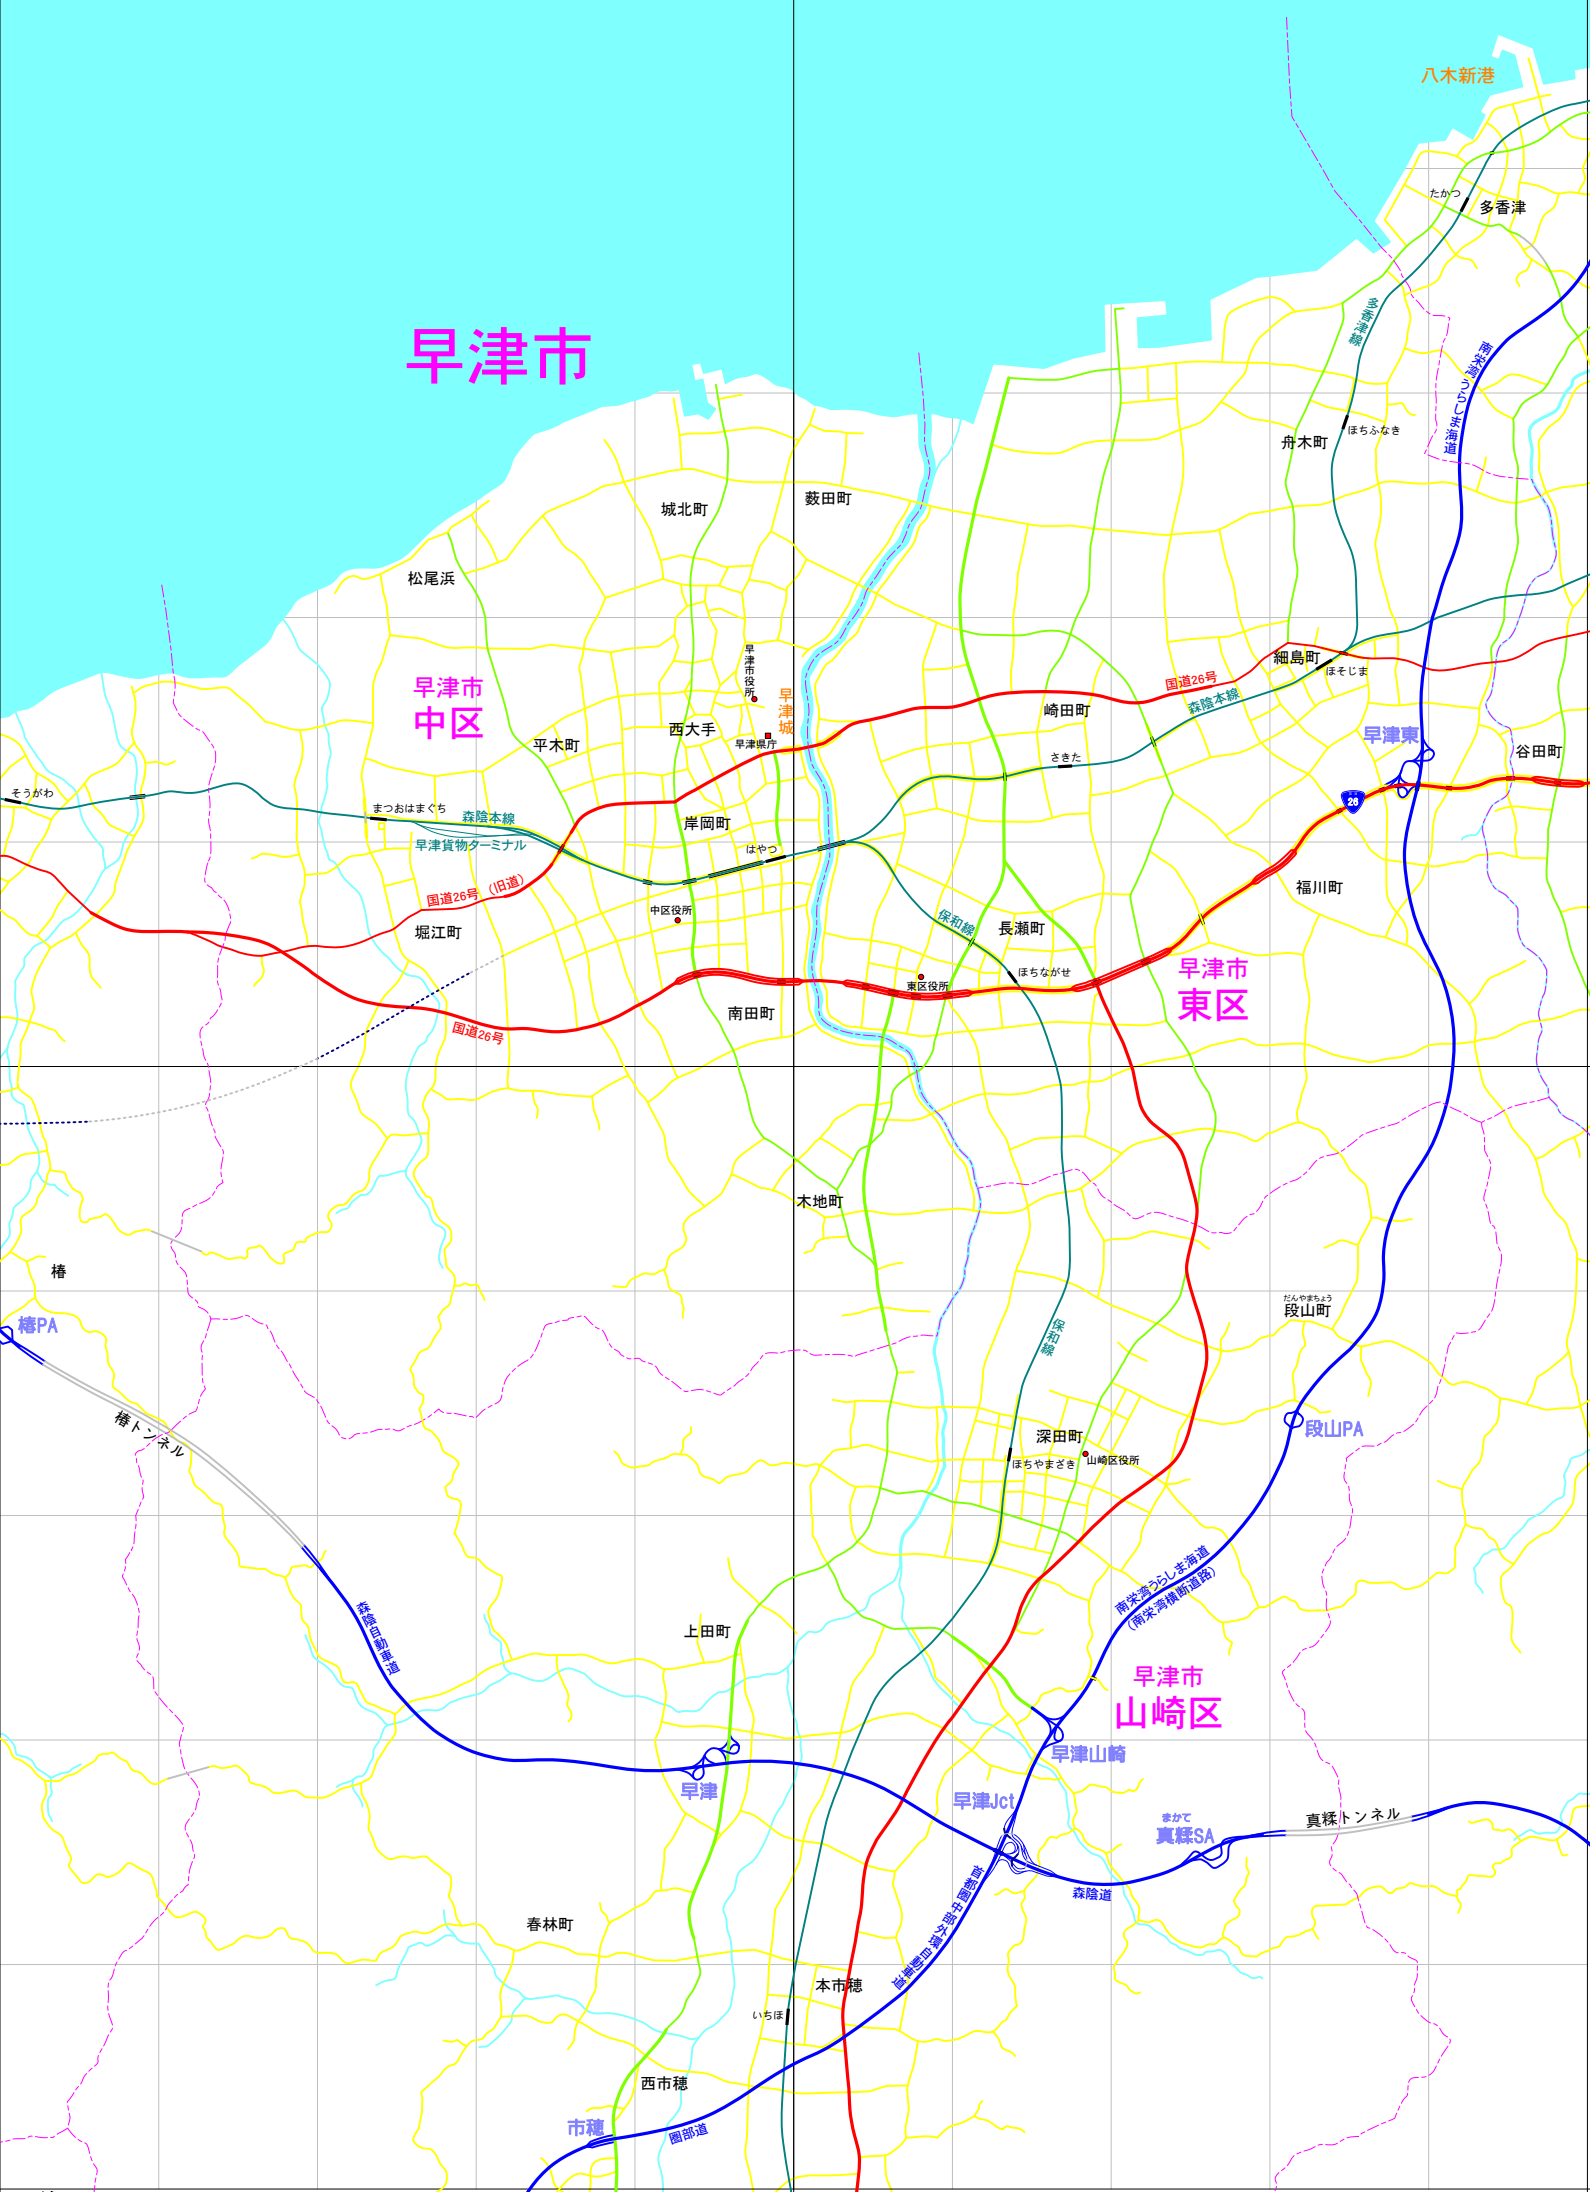 八木新港
たかつ
多香津
多香津線
早津市
南栄湾うらしま海道
ほちふなき
舟木町
城北町
薮田町
松尾浜
早津市役所
細島町
ほそじま
国道26号
森陰本線
早津市
中区
早津城
崎田町
西大手
平木町
早津県庁
早津東
谷田町
さきた
そうがわ
まつおはまぐち
森陰本線
早津貨物ターミナル
岸岡町
26
はやつ
国道26号（旧道）
福川町
中区役所
保和線
長瀬町
堀江町
ほちながせ
早津市
東区
東区役所
南田町
国道26号
木地町
椿
だんやまちょう
段山町
椿PA
保和線
椿トンネル
深田町
段山PA
ほちやまざき
山崎区役所
南栄湾うらしま海道
（南栄湾横断道路）
森陰自動車道
上田町
早津市
山崎区
早津山崎
早津
早津Jct
まかて
真糅SA
真糅トンネル
首都圏中部外環自動車道
森陰道
春林町
本市穂
いちほ
西市穂
市穂
圏部道